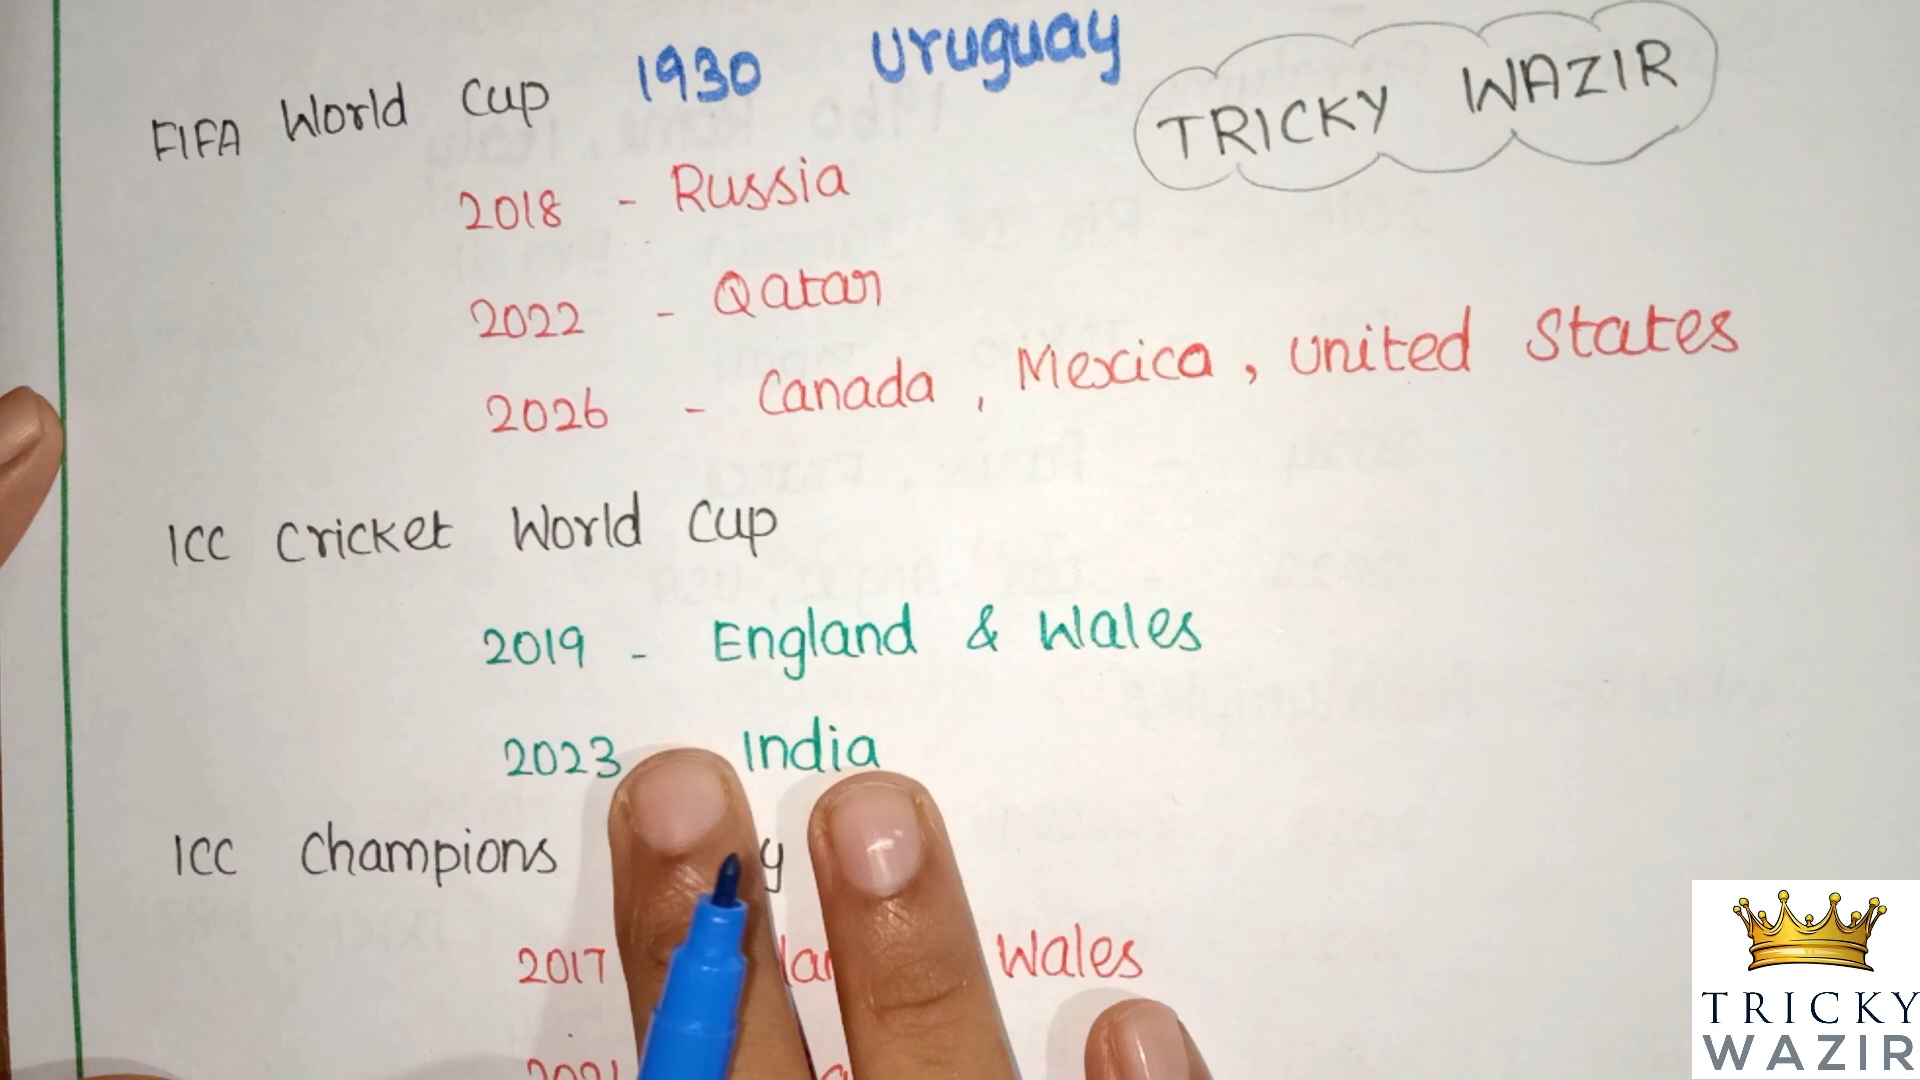 FIFA World Cup 1930 Uruguay
TRICKY WAZIR
2018 - Russia
2022 - Qatar
2026 - Canada, Mexica, United States
ICC Cricket World Cup
2019 - England & Wales
2023 India
ICC Champions
2017 Wales
TRICKY
WAZIR